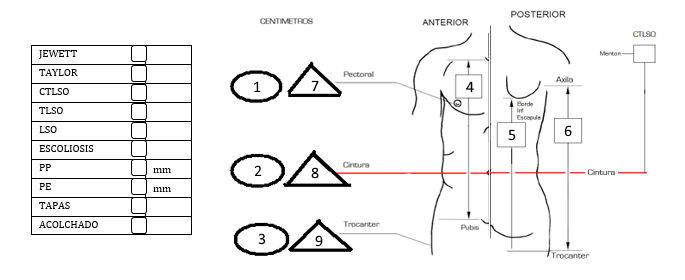 JEWETT
TAYLOR
CTLSO
TLSO
LSO
ESCOLIOSIS
PP mm
PE mm
TAPAS
ACOLCHADO
CENTIMETROS
ANTERIOR
POSTERIOR
CTLSO
Menton
1 7 Pectoral
4
Axila
Borde
Inf.
Escapula
5
6
2 8 Cintura
Cintura
3 9 Trocanter
Pubis
Trocanter